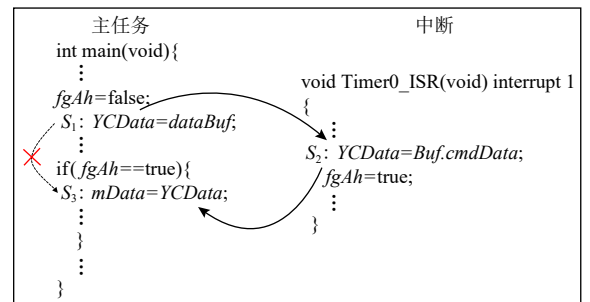 主任务
int main(void){
⋮
fgAh=false;
S₁: YCData=dataBuf;
⋮
if( fgAh==true){
S₃: mData=YCData;
⋮
}
⋮
}
中断
void Timer0_ISR(void) interrupt 1
{
⋮
S₂: YCData=Buf.cmdData;
fgAh=true;
⋮
}